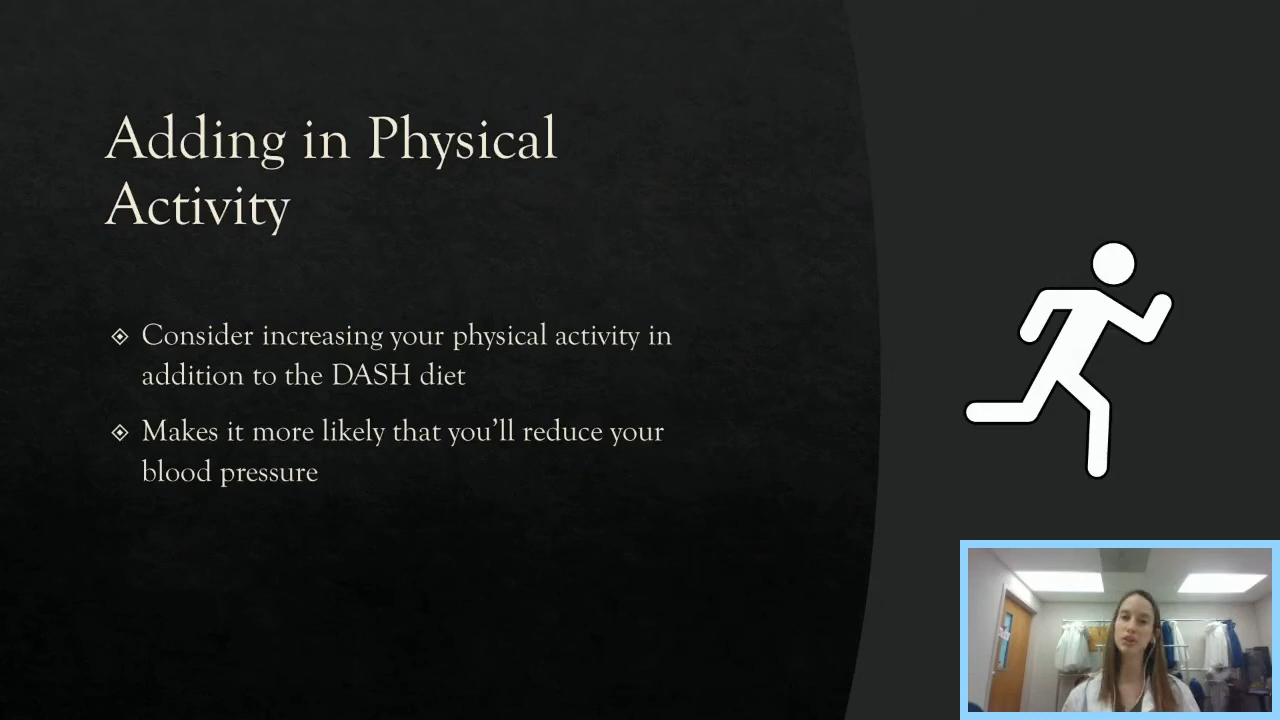 Adding in Physical
Activity
Consider increasing your physical activity in
addition to the DASH diet
Makes it more likely that you’ll reduce your
blood pressure